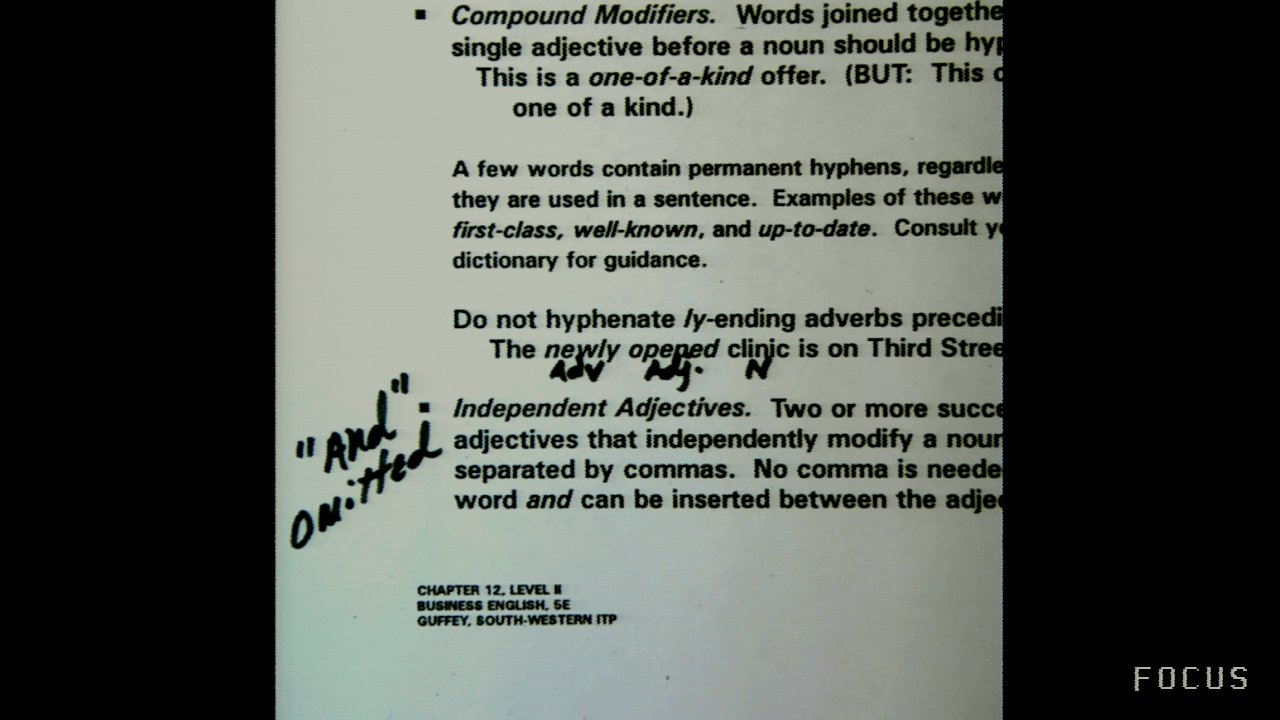 ▪ Compound Modifiers. Words joined togethe
single adjective before a noun should be hyp
This is a one-of-a-kind offer. (BUT: This
one of a kind.)
A few words contain permanent hyphens, regardle
they are used in a sentence. Examples of these w
first-class, well-known, and up-to-date. Consult y
dictionary for guidance.
Do not hyphenate ly-ending adverbs precedi
The newly opened clinic is on Third Stree
Adv Adj. N
▪ Independent Adjectives. Two or more succe
adjectives that independently modify a noun
separated by commas. No comma is neede
word and can be inserted between the adjec
"And"
omitted
CHAPTER 12, LEVEL II
BUSINESS ENGLISH, 5E
GUFFEY, SOUTH-WESTERN ITP
FOCUS